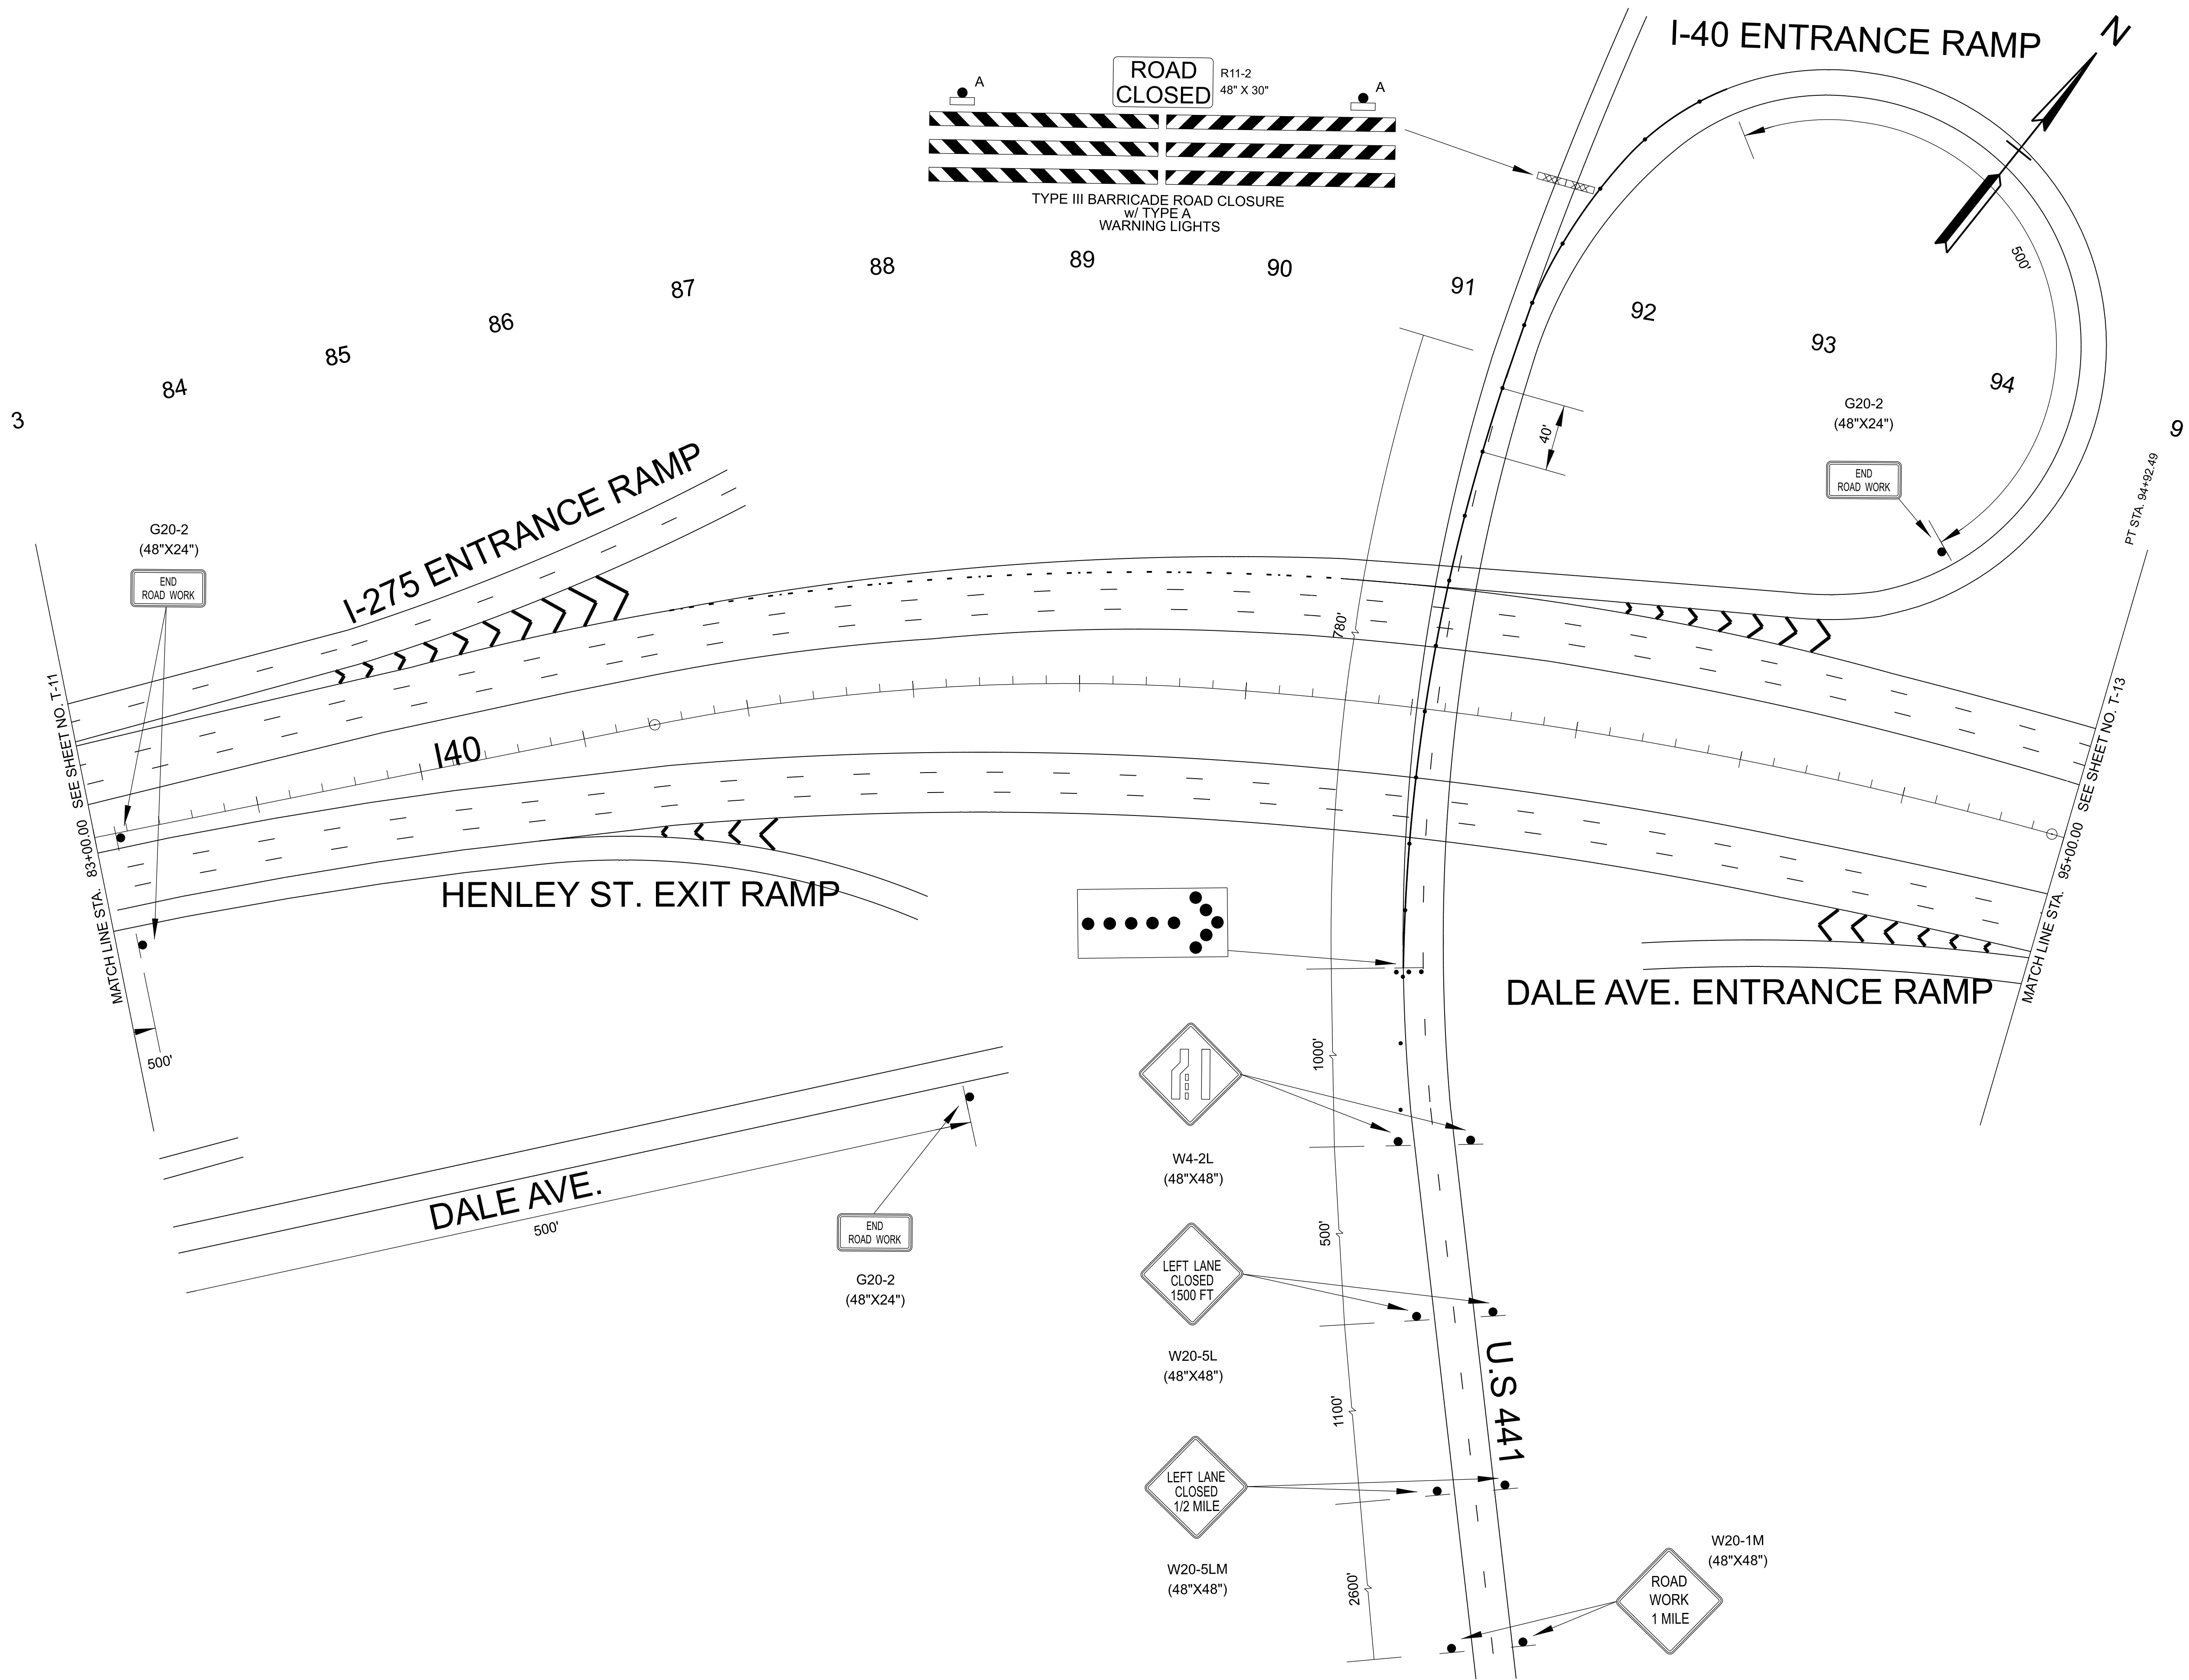 I-40 ENTRANCE RAMP
N
ROAD
CLOSED
R11-2
48" X 30"
A
A
TYPE III BARRICADE ROAD CLOSURE
w/ TYPE A
WARNING LIGHTS
3
84
85
86
87
88
89
90
91
92
93
94
9
500'
40'
780'
G20-2
(48"X24")
END
ROAD WORK
PT STA. 94+92.49
I-275 ENTRANCE RAMP
G20-2
(48"X24")
END
ROAD WORK
MATCH LINE STA. 83+00.00 SEE SHEET NO. T-11
I40
HENLEY ST. EXIT RAMP
MATCH LINE STA. 95+00.00 SEE SHEET NO. T-13
DALE AVE. ENTRANCE RAMP
500'
1000'
W4-2L
(48"X48")
DALE AVE.
500'
END
ROAD WORK
G20-2
(48"X24")
500'
LEFT LANE
CLOSED
1500 FT
W20-5L
(48"X48")
U.S 441
1100'
LEFT LANE
CLOSED
1/2 MILE
W20-5LM
(48"X48")
2600'
W20-1M
(48"X48")
ROAD
WORK
1 MILE